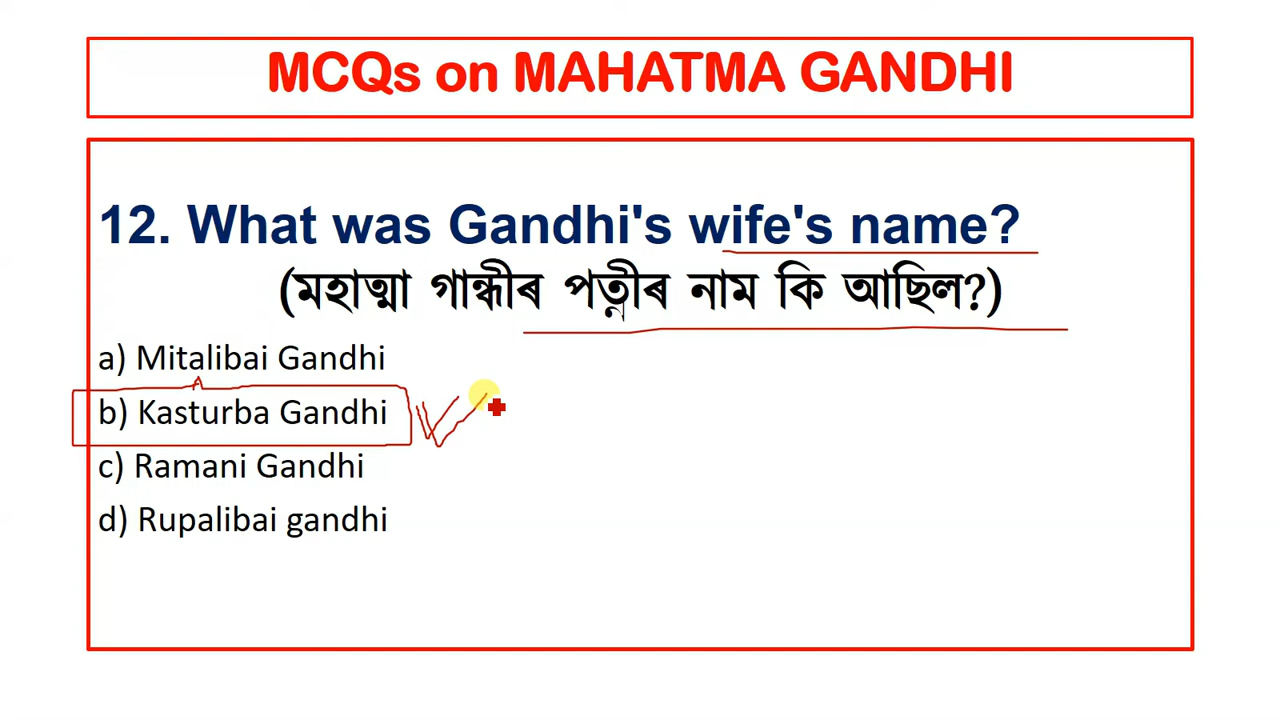 MCQs on MAHATMA GANDHI
12. What was Gandhi's wife's name?
(মহাত্মা গান্ধীৰ পত্নীৰ নাম কি আছিল?)
a) Mitalibai Gandhi
b) Kasturba Gandhi
c) Ramani Gandhi
d) Rupalibai gandhi